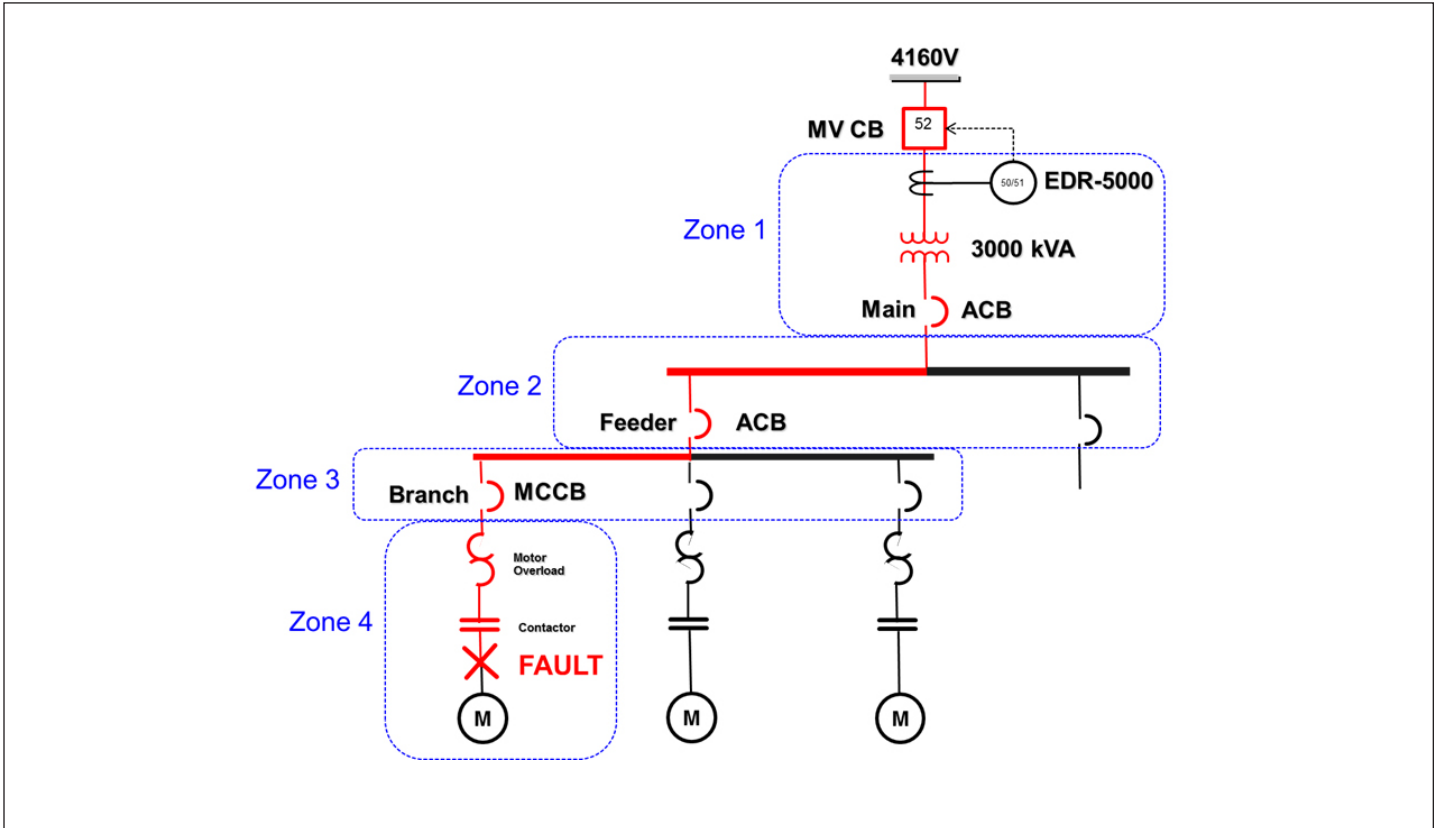 4160V
MV CB
52
50/51
EDR-5000
Zone 1
3000 kVA
Main
ACB
Zone 2
Feeder
ACB
Zone 3
Branch
MCCB
Motor
Overload
Zone 4
Contactor
FAULT
M
M
M